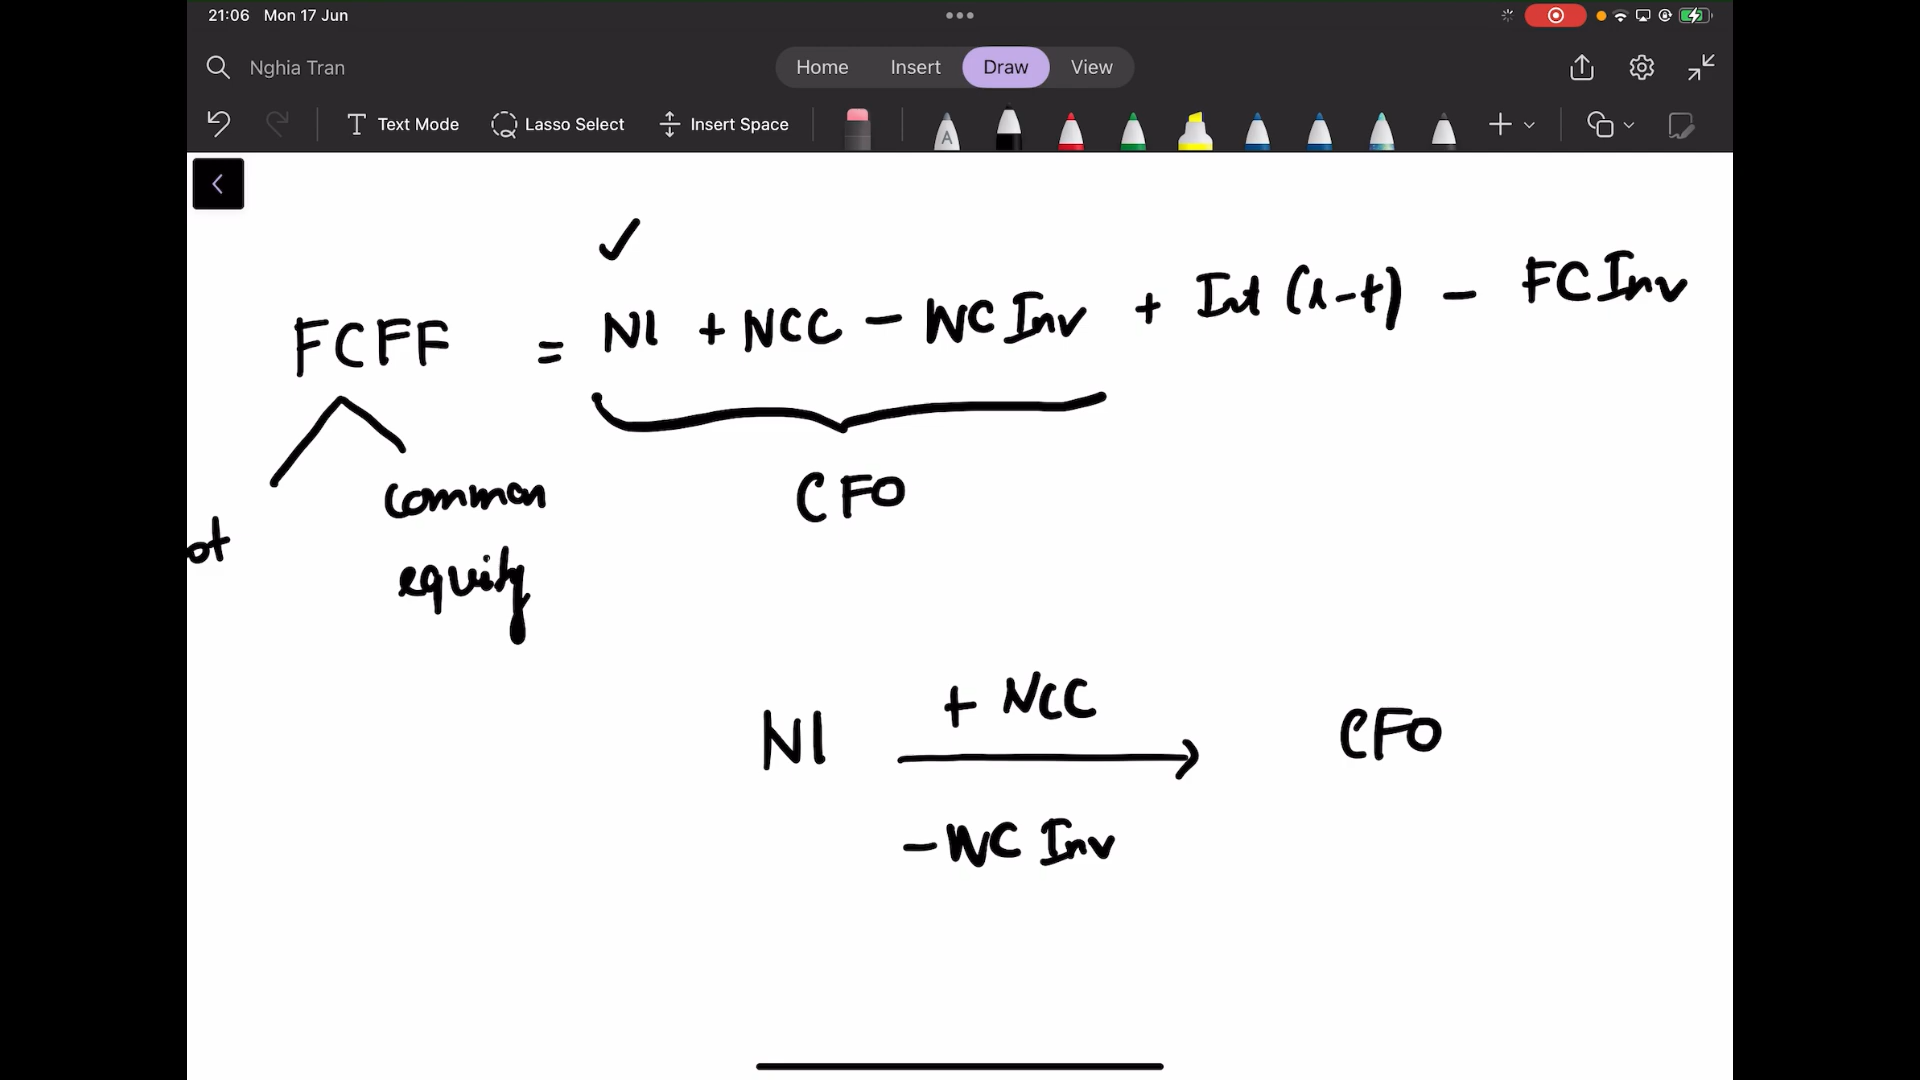 21:06 Mon 17 Jun
Nghia Tran
Home Insert Draw View
Text Mode Lasso Select Insert Space
A
✓
FCFF = NI + NCC - WC Inv + Int (1-t) - FC Inv
CFO
common
equity
+ NCC
NI → CFO
- WC Inv